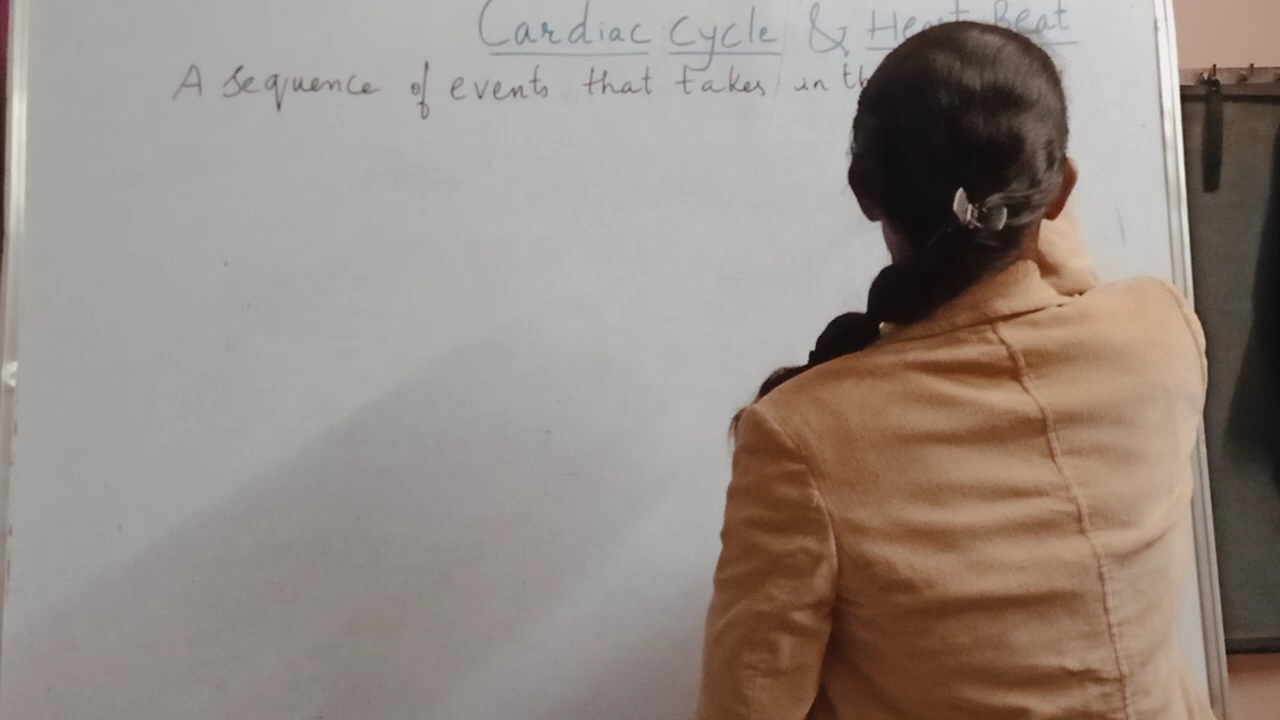 Cardiac Cycle & Heart Beat
A sequence of events that takes in th